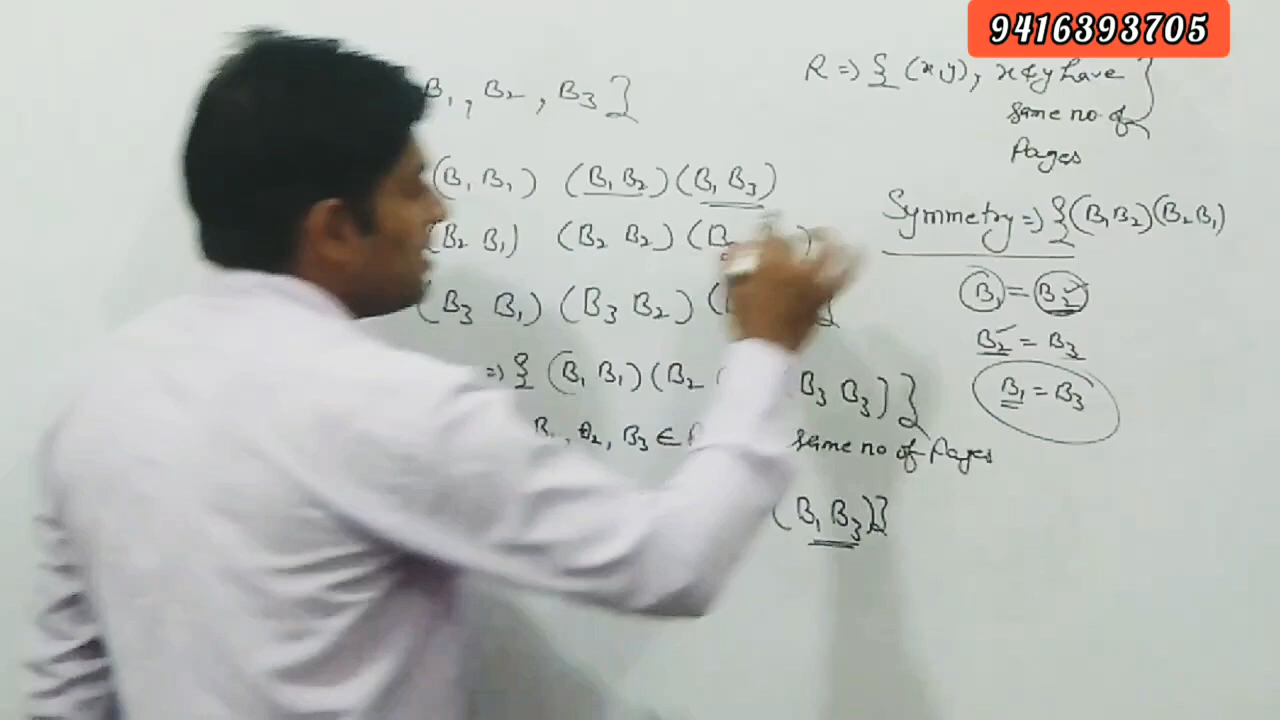 9416393705
B₁, B₂, B₃}
R ⇒ {(x,y), x & y have
same no of
Pages
}
(B₁ B₁) (B₁ B₂) (B₁ B₃)
(B₂ B₁) (B₂ B₂) (B₂
(B₃ B₁) (B₃ B₂) (
}
⇒ { (B₁ B₁) (B₂
B₃ B₃) }
B₁, B₂, B₃ ∈
same no of Pages
(B₁ B₃)}
Symmetry ⇒ {(B₁ B₂) (B₂ B₁)
B₁ = B₂
B₂ = B₃
B₁ = B₃